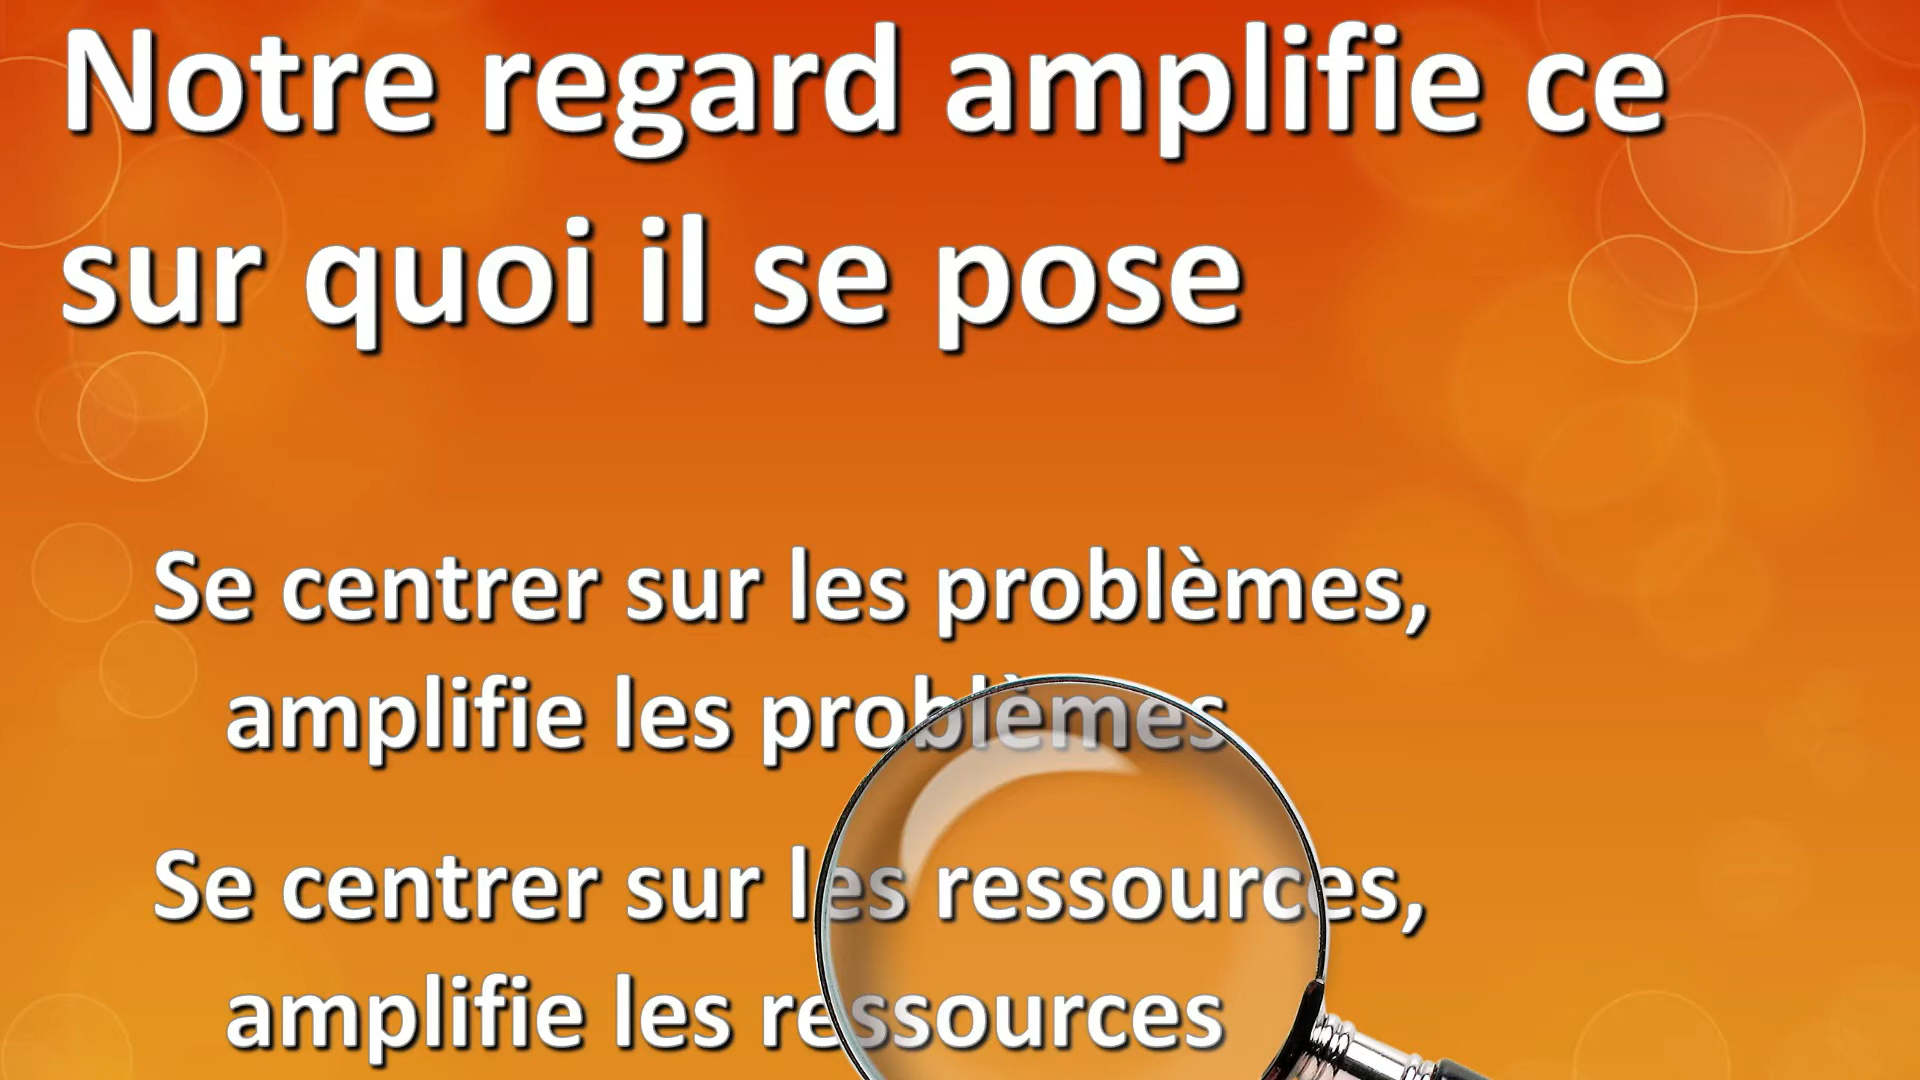 Notre regard amplifie ce
sur quoi il se pose
Se centrer sur les problèmes,
amplifie les problèmes
Se centrer sur les ressources,
amplifie les ressources